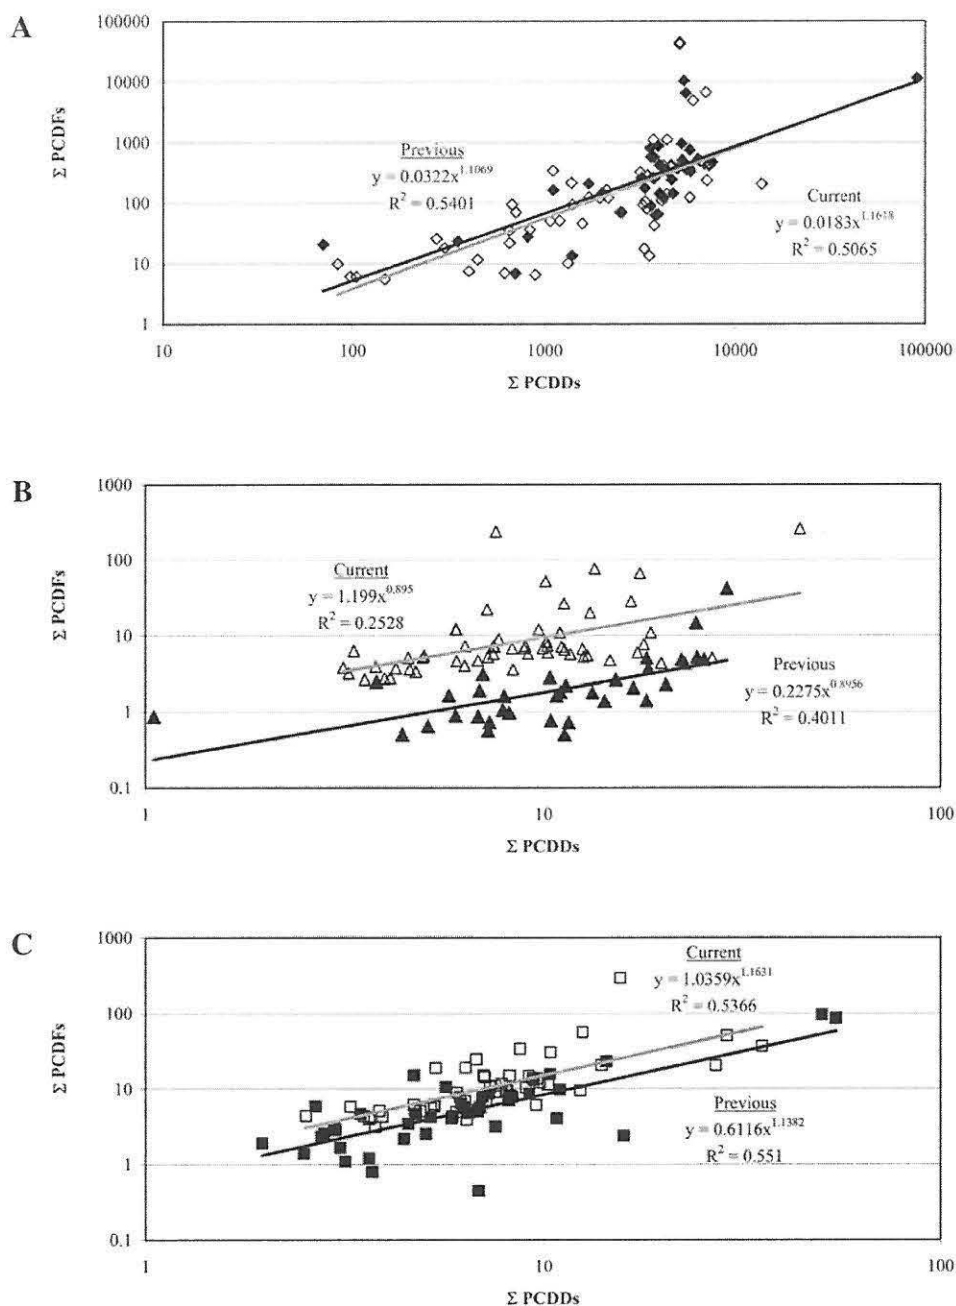 A
Σ PCDFs
100000
10000
1000
100
10
1
Previous
y = 0.0322x^1.1069
R² = 0.5401
Current
y = 0.0183x^1.1618
R² = 0.5065
10
100
1000
10000
100000
Σ PCDDs
B
Σ PCDFs
1000
100
10
1
0.1
Current
y = 1.199x^0.895
R² = 0.2528
Previous
y = 0.2275x^0.8956
R² = 0.4011
1
10
100
Σ PCDDs
C
Σ PCDFs
1000
100
10
1
0.1
Current
y = 1.0359x^1.1631
R² = 0.5366
Previous
y = 0.6116x^1.1382
R² = 0.551
1
10
100
Σ PCDDs